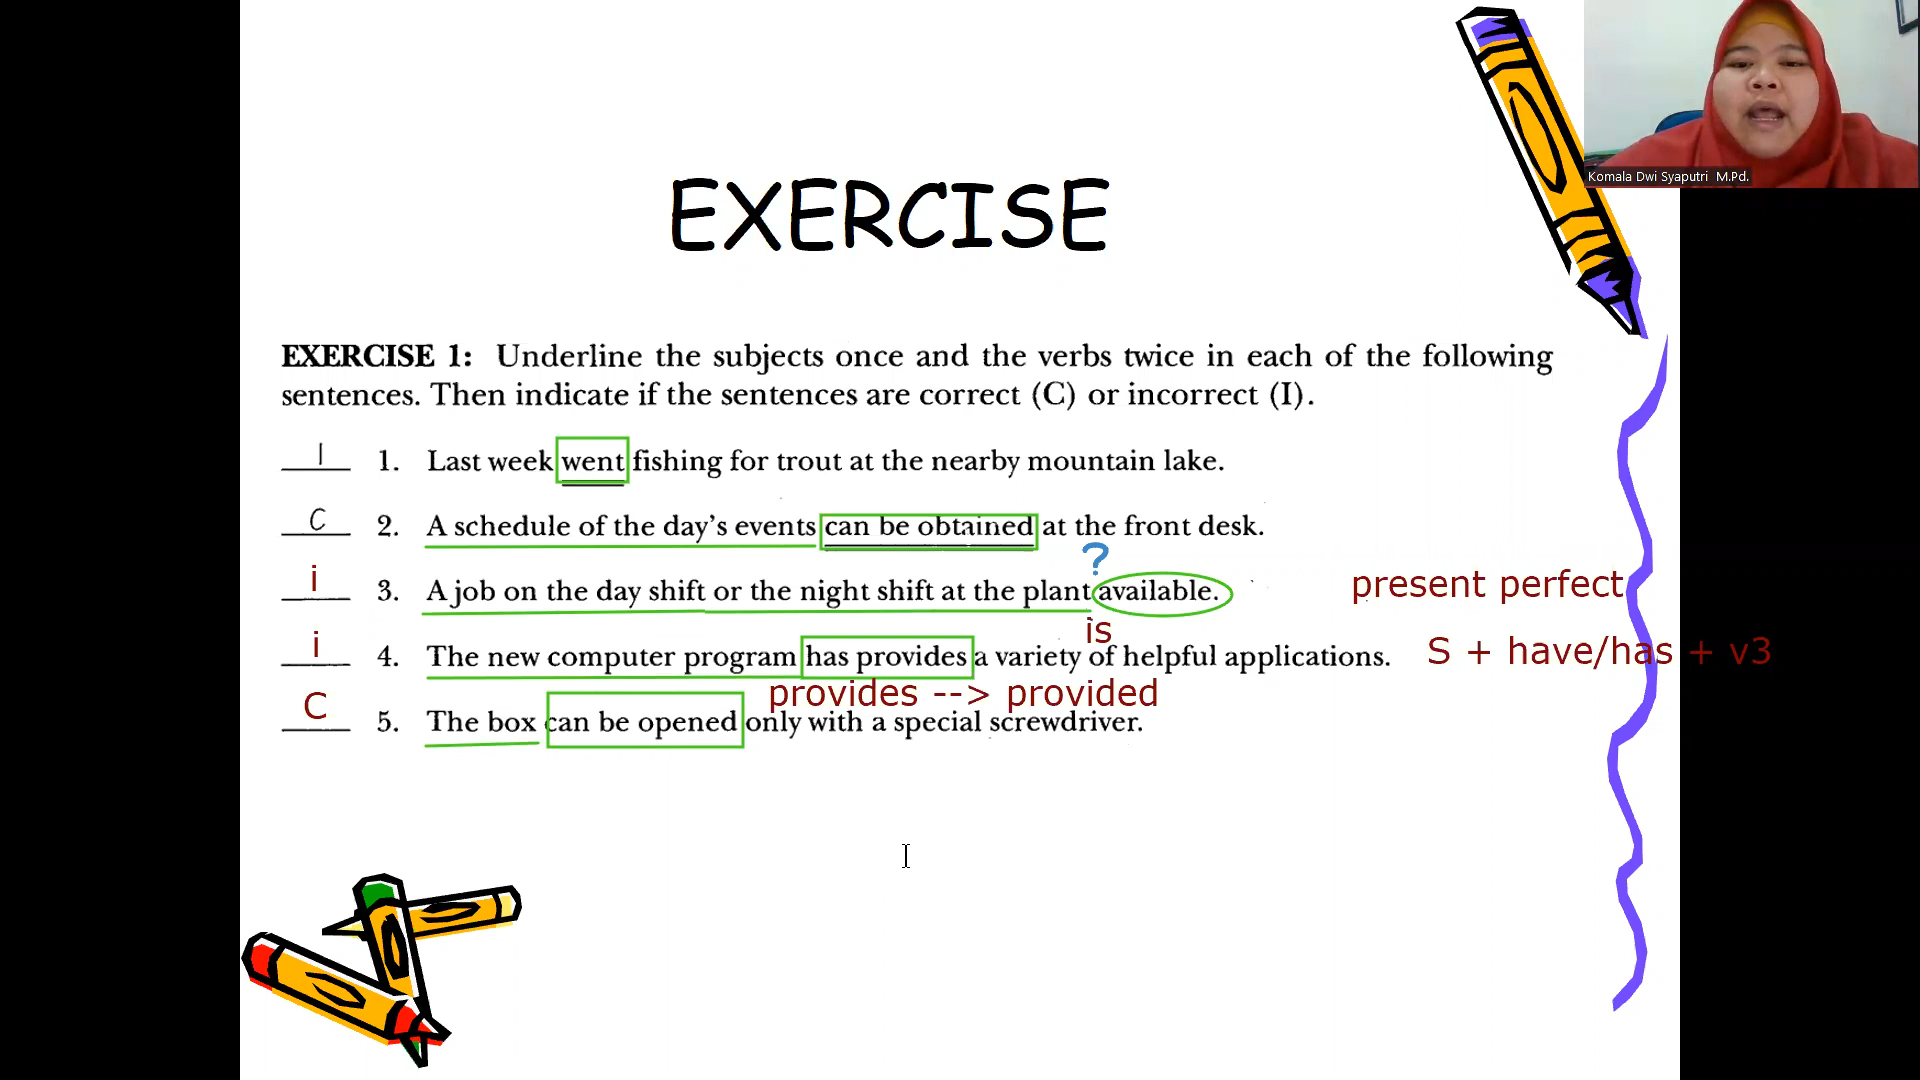 Komala Dwi Syaputri M.Pd.
EXERCISE
EXERCISE 1: Underline the subjects once and the verbs twice in each of the following
sentences. Then indicate if the sentences are correct (C) or incorrect (I).
I 1. Last week went fishing for trout at the nearby mountain lake.
C 2. A schedule of the day's events can be obtained at the front desk.
?
i 3. A job on the day shift or the night shift at the plant available. present perfect
is
i 4. The new computer program has provides a variety of helpful applications. S + have/has + v3
provides --> provided
C 5. The box can be opened only with a special screwdriver.